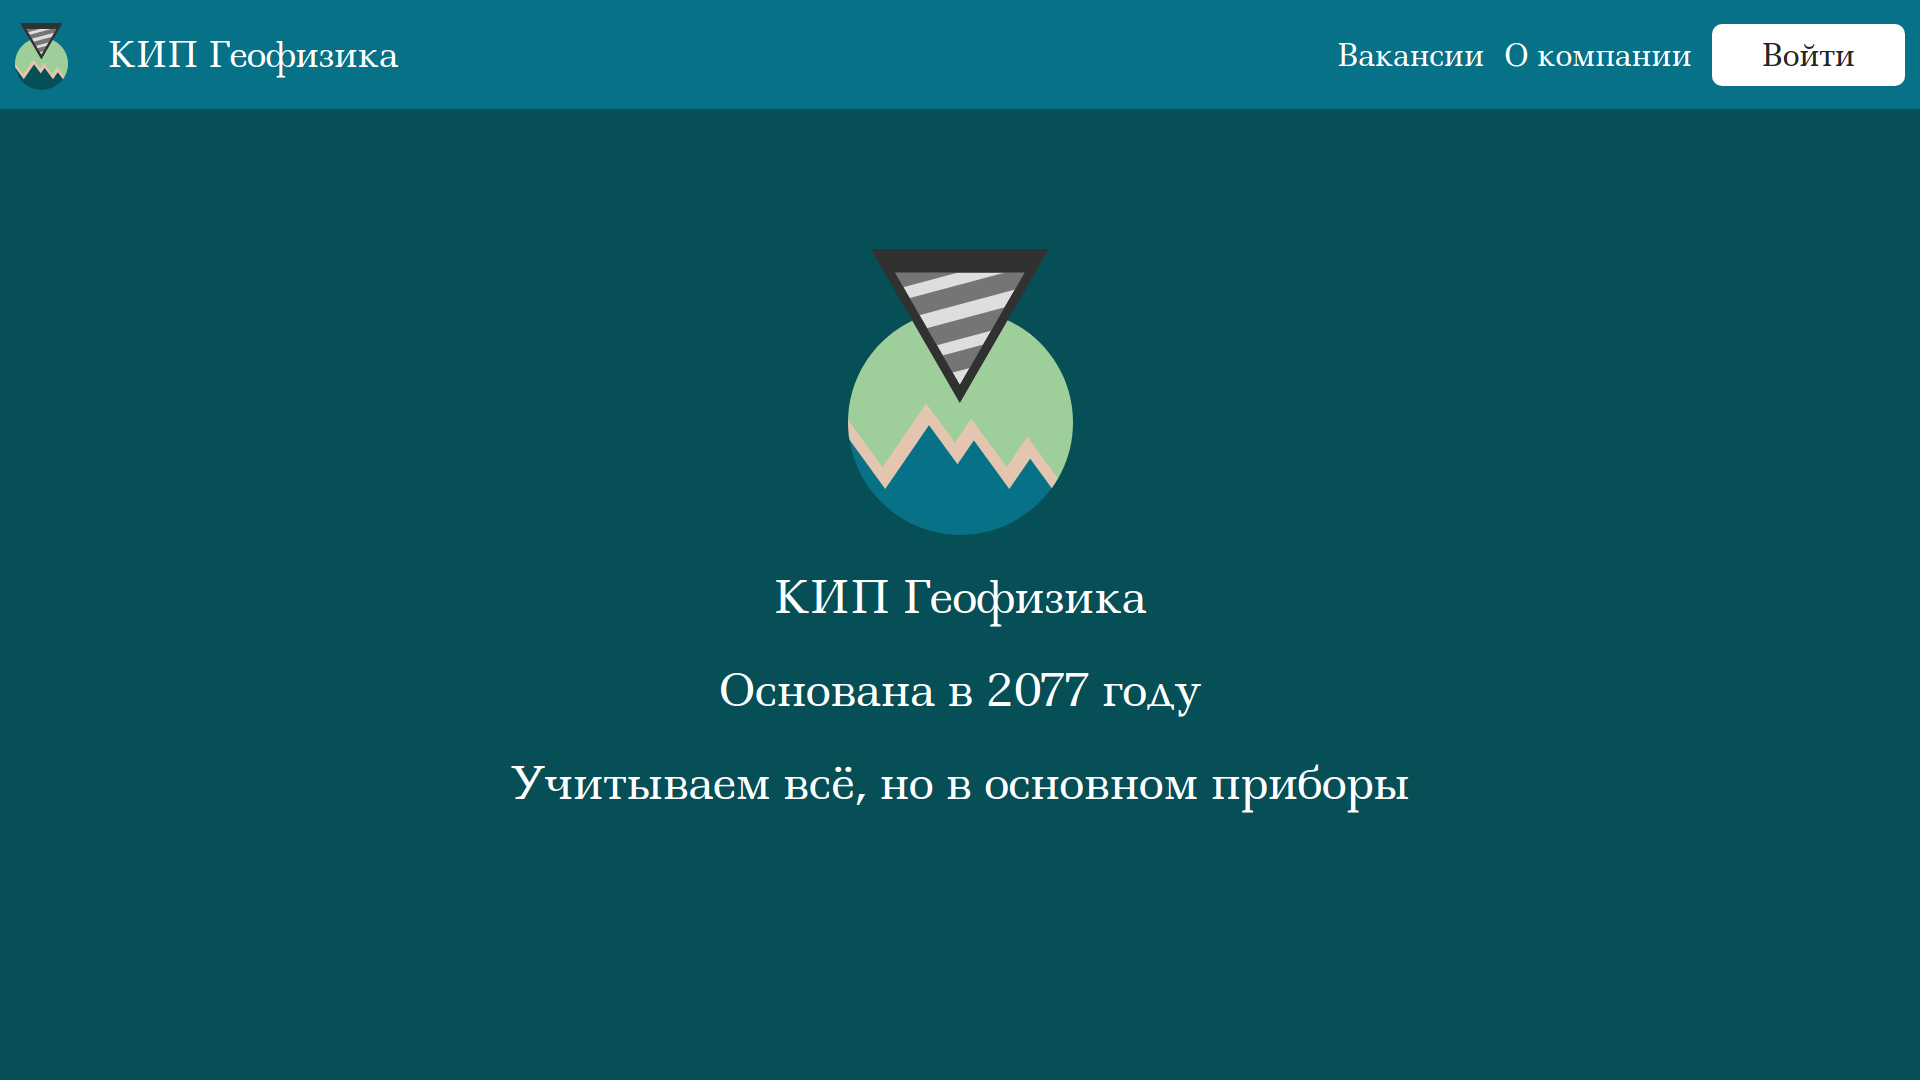 КИП Геофизика
Вакансии О компании Войти
КИП Геофизика
Основана в 2077 году
Учитываем всё, но в основном приборы